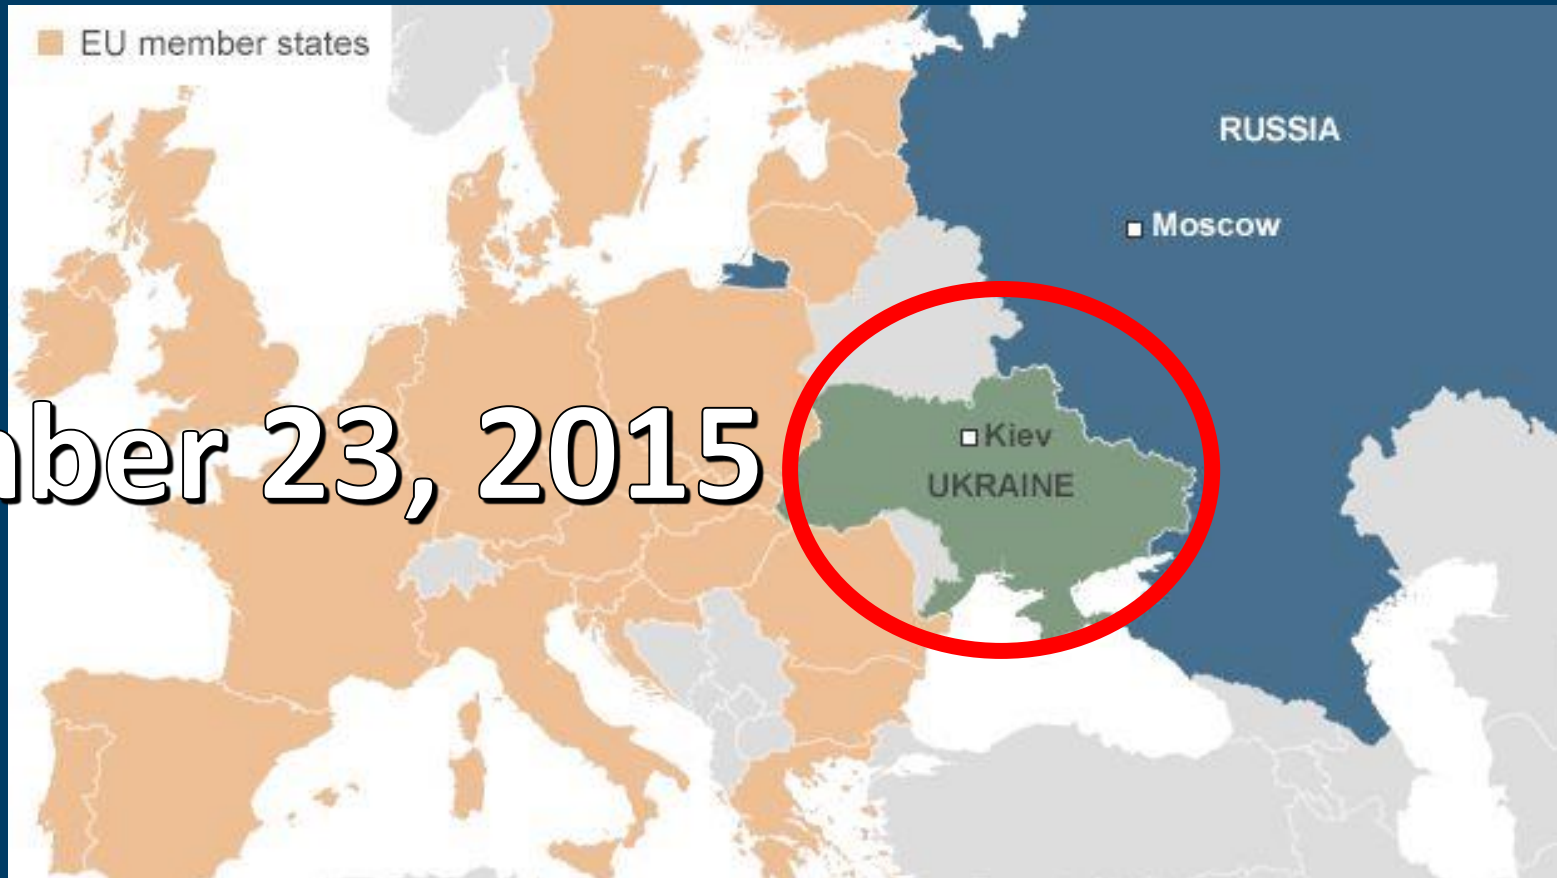 EU member states
RUSSIA
Moscow
Kiev
ber 23, 2015
UKRAINE